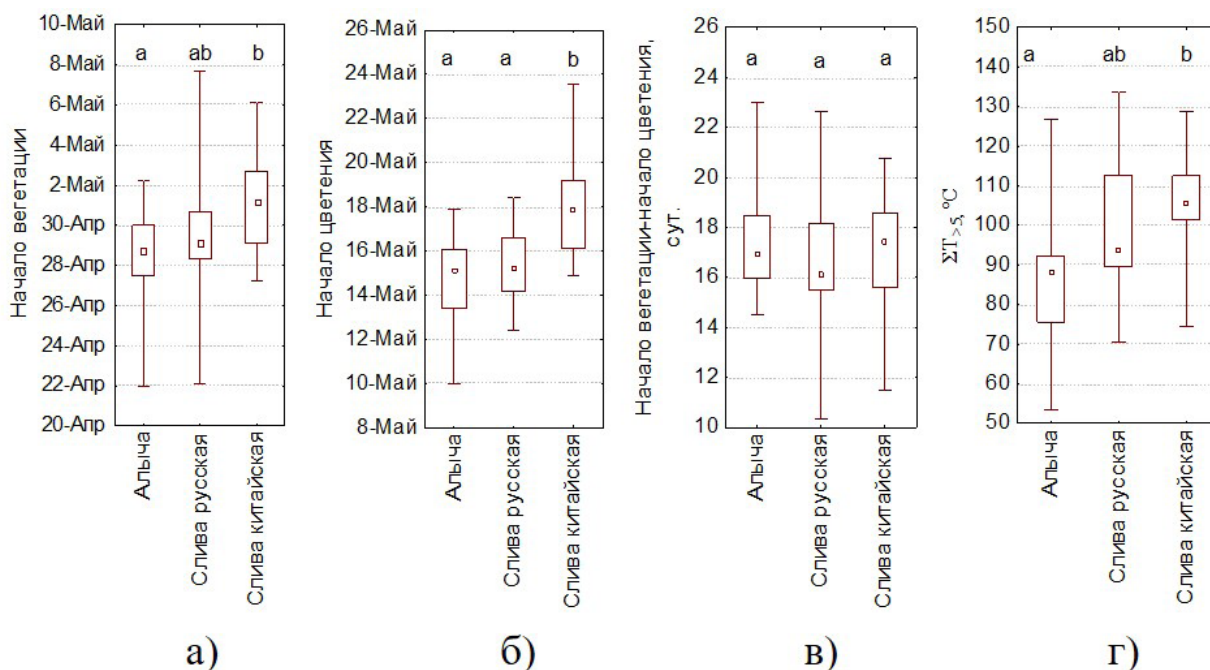 Начало вегетации
10-Май
8-Май
6-Май
4-Май
2-Май
30-Апр
28-Апр
26-Апр
24-Апр
22-Апр
20-Апр
a ab b
Алыча
Слива русская
Слива китайская
а)
Начало цветения
26-Май
24-Май
22-Май
20-Май
18-Май
16-Май
14-Май
12-Май
10-Май
8-Май
a a b
Алыча
Слива русская
Слива китайская
б)
Начало вегетации-начало цветения,
сут.
26
24
22
20
18
16
14
12
10
a a a
Алыча
Слива русская
Слива китайская
в)
ΣT>5, °C
150
140
130
120
110
100
90
80
70
60
50
a ab b
Алыча
Слива русская
Слива китайская
г)